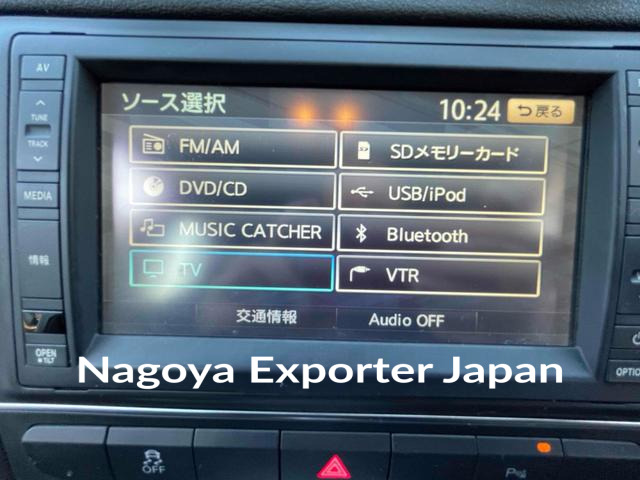 AV
ソース選択
10:24
戻る
TUNE
TRACK
FM/AM
SDメモリーカード
DVD/CD
USB/iPod
MEDIA
MUSIC CATCHER
Bluetooth
情報
TV
VTR
交通情報
Audio OFF
OPEN
TILT
OPTIO
Nagoya Exporter Japan
OFF